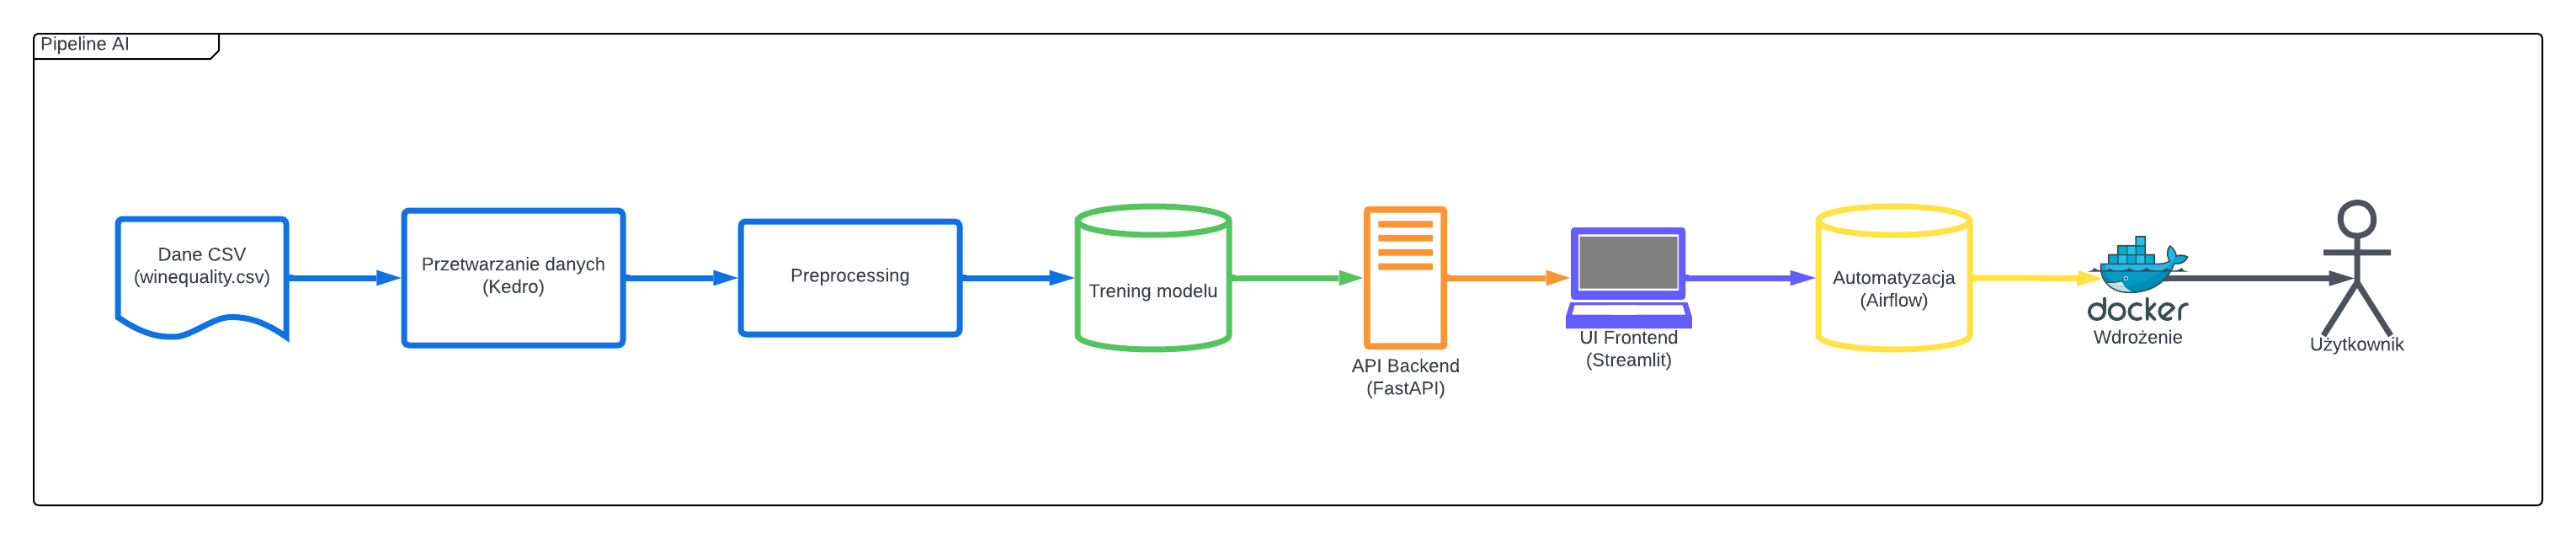 Pipeline AI
Dane CSV
(winequality.csv)
Przetwarzanie danych
(Kedro)
Preprocessing
Trening modelu
API Backend
(FastAPI)
UI Frontend
(Streamlit)
Automatyzacja
(Airflow)
docker
Wdrożenie
Użytkownik